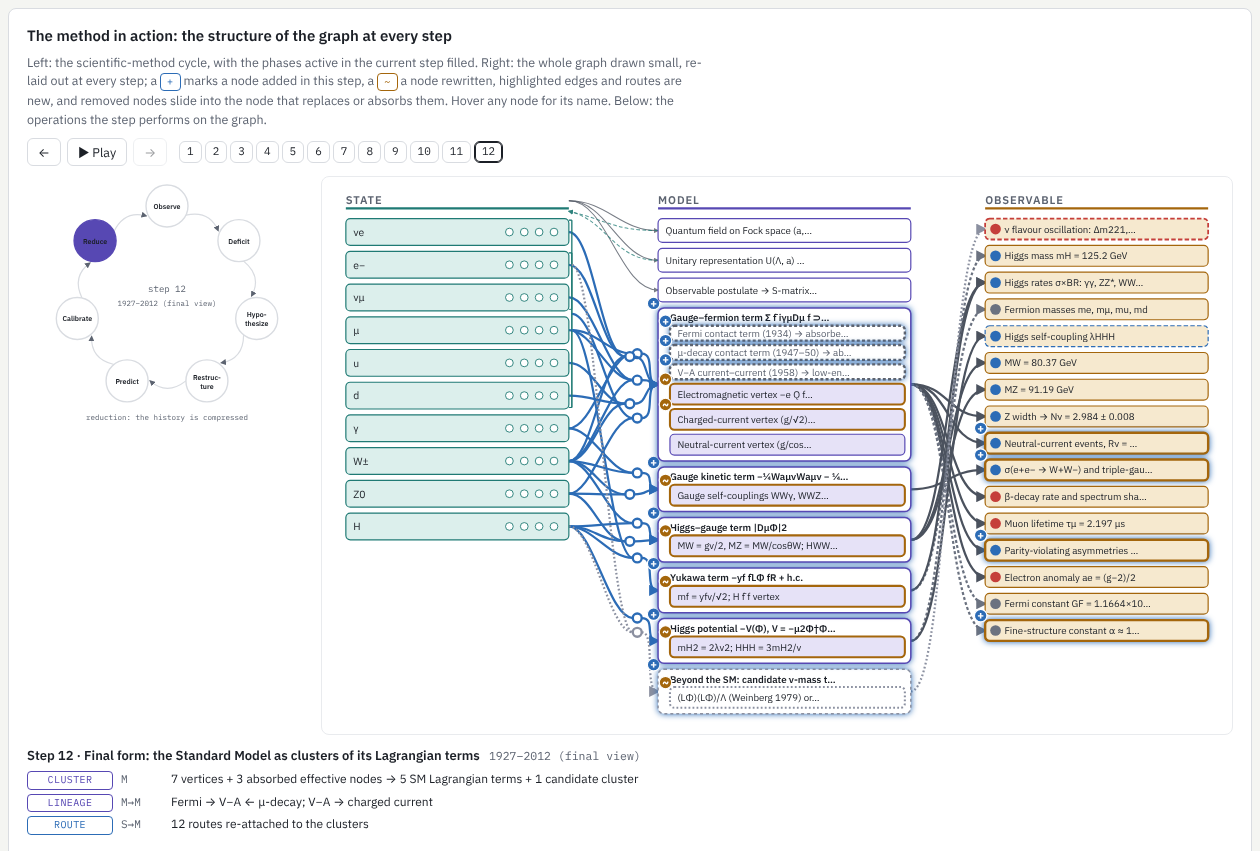 The method in action: the structure of the graph at every step
Left: the scientific-method cycle, with the phases active in the current step filled. Right: the whole graph drawn small, re-
laid out at every step; a + marks a node added in this step, a ~ a node rewritten, highlighted edges and routes are
new, and removed nodes slide into the node that replaces or absorbs them. Hover any node for its name. Below: the
operations the step performs on the graph.
← ▶ Play → 1 2 3 4 5 6 7 8 9 10 11 12
Observe
Deficit
Hypo-
thesize
Restruc-
ture
Predict
Calibrate
Reduce
step 12
1927–2012 (final view)
reduction: the history is compressed
STATE
νe
e−
νμ
μ
u
d
γ
W±
Z0
H
MODEL
Quantum field on Fock space (a,…
Unitary representation U(Λ, a) …
Observable postulate → S-matrix…
Gauge–fermion term Σ f̄ iγμDμ f ⊃…
Fermi contact term (1934) → absorbe…
μ-decay contact term (1947–50) → ab…
V−A current–current (1958) → low-en…
Electromagnetic vertex −e Q f̄…
Charged-current vertex (g/√2)…
Neutral-current vertex (g/cos…
Gauge kinetic term −¼WaμνWaμν − ¼…
Gauge self-couplings WWγ, WWZ…
Higgs–gauge term |DμΦ|2
MW = gv/2, MZ = MW/cosθW; HWW…
Yukawa term −yf f̄LΦ fR + h.c.
mf = yfv/√2; H f̄ f vertex
Higgs potential −V(Φ), V = −μ2Φ†Φ…
mH2 = 2λv2; HHH = 3mH2/v
Beyond the SM: candidate ν-mass t…
(LΦ)(LΦ)/Λ (Weinberg 1979) or…
OBSERVABLE
ν flavour oscillation: Δm221,…
Higgs mass mH = 125.2 GeV
Higgs rates σ×BR: γγ, ZZ*, WW…
Fermion masses me, mμ, mu, md
Higgs self-coupling λHHH
MW = 80.37 GeV
MZ = 91.19 GeV
Z width → Nν = 2.984 ± 0.008
Neutral-current events, Rν = …
σ(e+e− → W+W−) and triple-gau…
β-decay rate and spectrum sha…
Muon lifetime τμ = 2.197 μs
Parity-violating asymmetries …
Electron anomaly ae = (g−2)/2
Fermi constant GF = 1.1664×10…
Fine-structure constant α ≈ 1…
Step 12 · Final form: the Standard Model as clusters of its Lagrangian terms 1927–2012 (final view)
CLUSTER M 7 vertices + 3 absorbed effective nodes → 5 SM Lagrangian terms + 1 candidate cluster
LINEAGE M→M Fermi → V−A ← μ-decay; V−A → charged current
ROUTE S→M 12 routes re-attached to the clusters